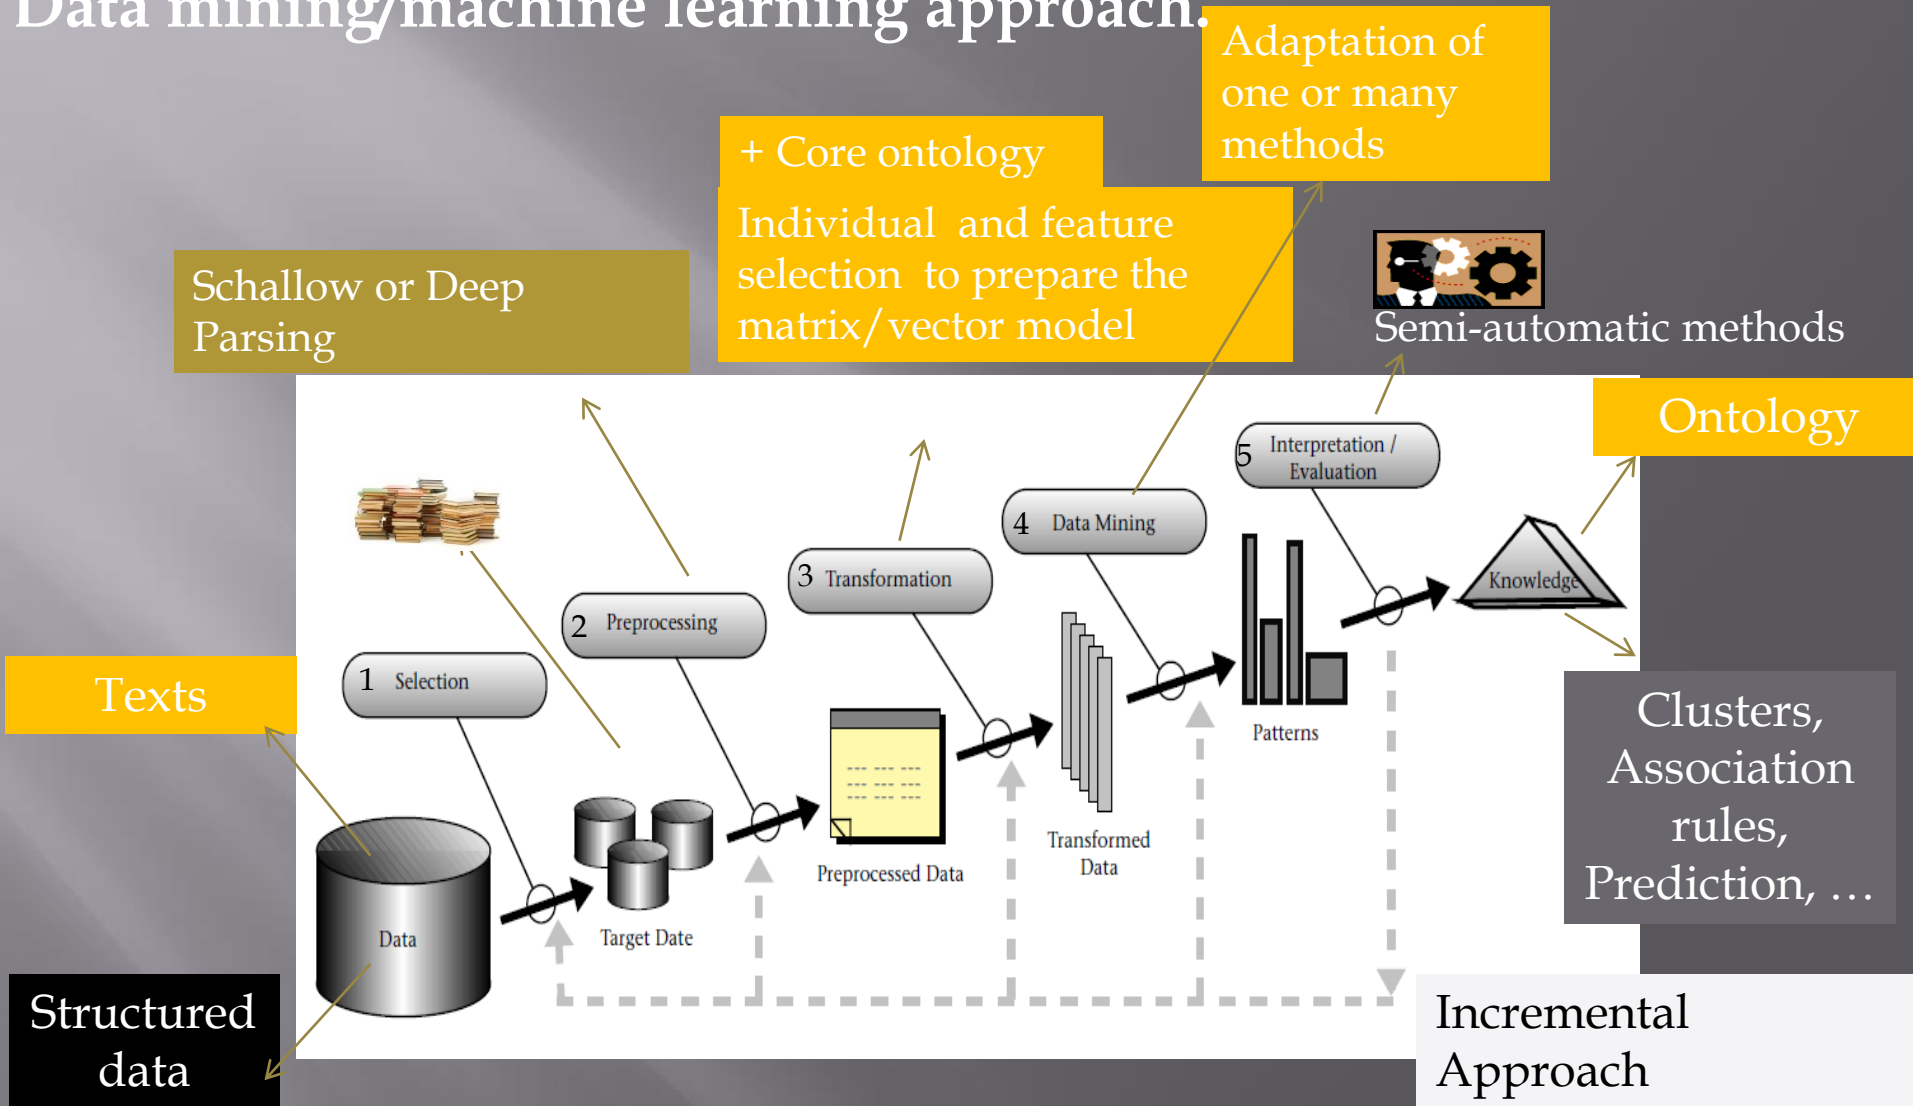 Data mining/machine learning approach.
Adaptation of
one or many
methods
+ Core ontology
Individual and feature
selection to prepare the
matrix/vector model
Schallow or Deep
Parsing
Semi-automatic methods
Ontology
5 Interpretation /
Evaluation
4 Data Mining
3 Transformation
2 Preprocessing
1 Selection
Knowledge
Texts
Patterns
Clusters,
Association
rules,
Prediction, …
Transformed
Data
Preprocessed Data
Target Date
Data
Structured
data
Incremental
Approach